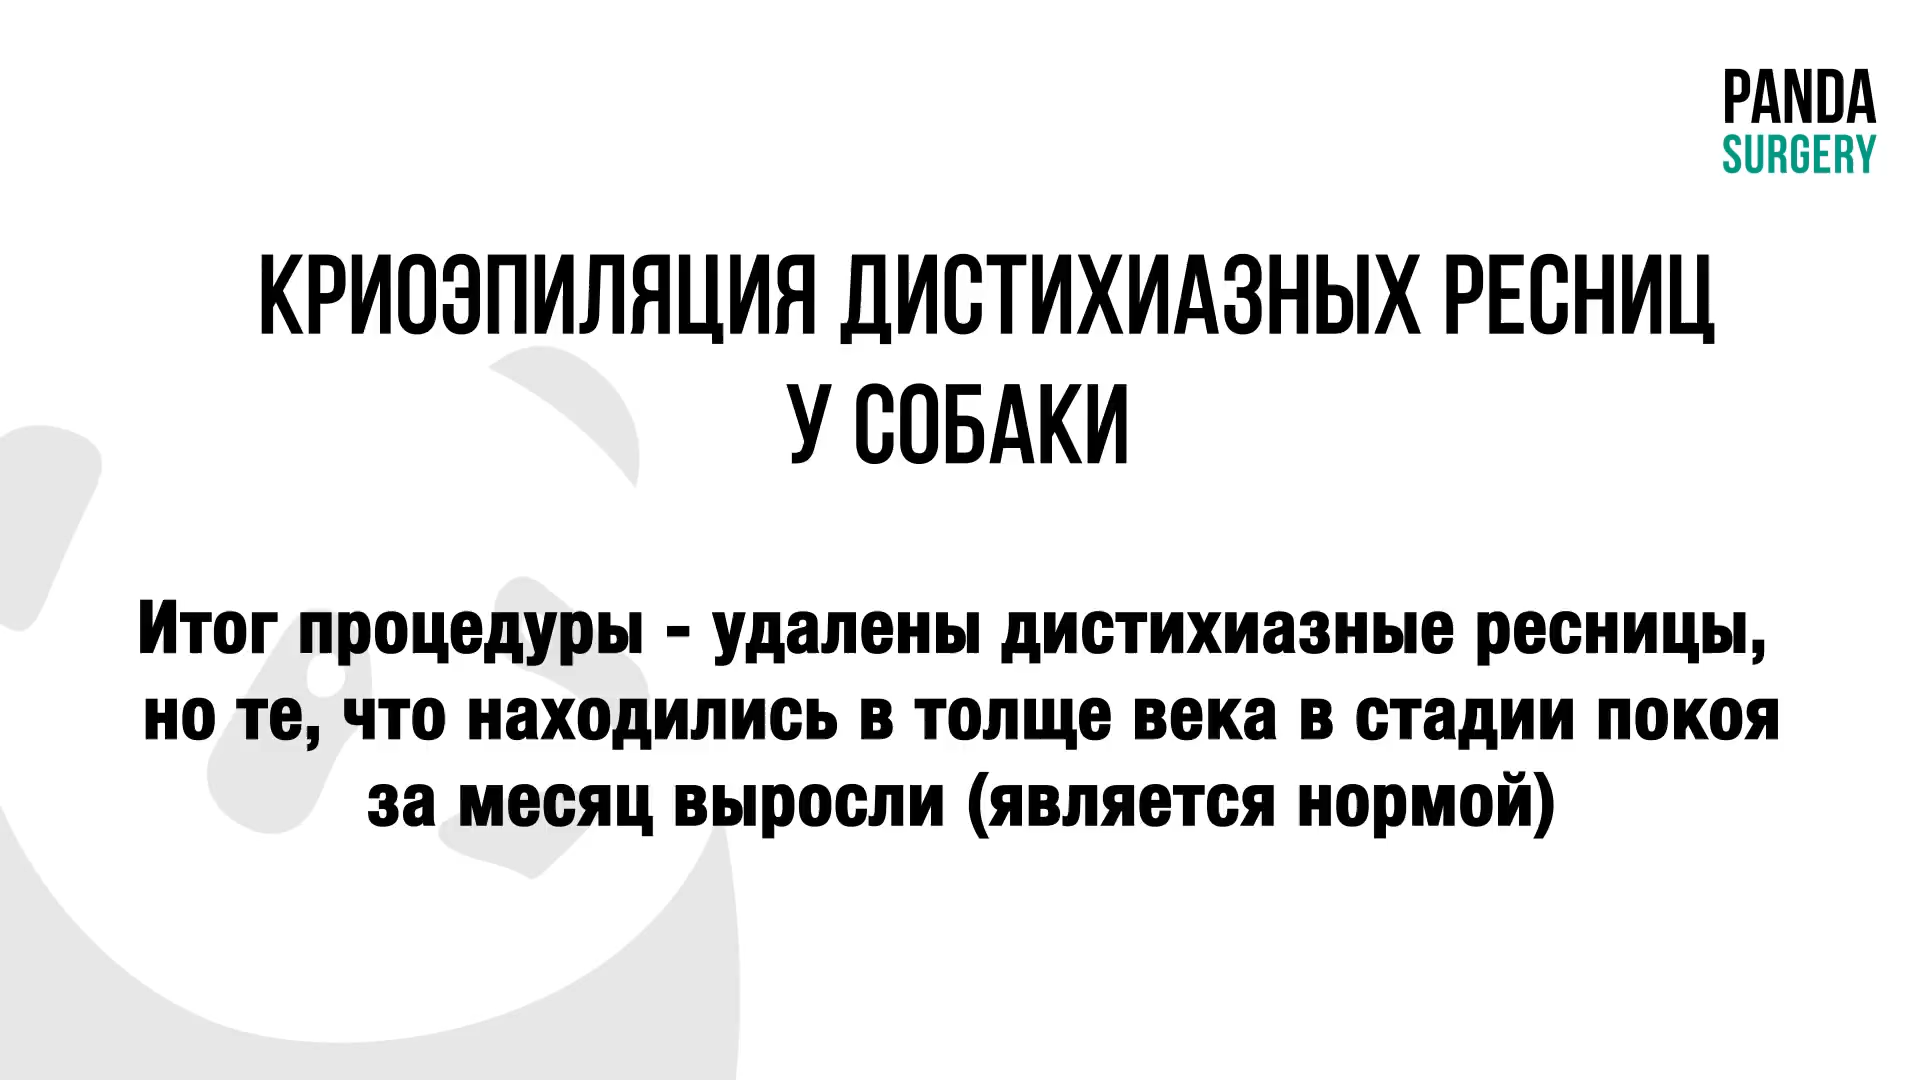 PANDA
SURGERY
КРИОЭПИЛЯЦИЯ ДИСТИХИАЗНЫХ РЕСНИЦ
У СОБАКИ
Итог процедуры - удалены дистихиазные ресницы,
но те, что находились в толще века в стадии покоя
за месяц выросли (является нормой)